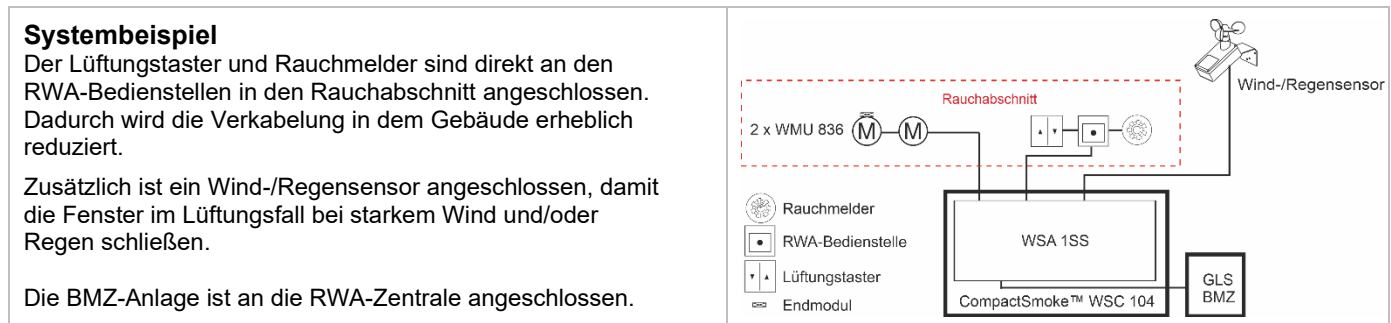 Systembeispiel
Der Lüftungstaster und Rauchmelder sind direkt an den
RWA-Bedienstellen in den Rauchabschnitt angeschlossen.
Dadurch wird die Verkabelung in dem Gebäude erheblich
reduziert.
Zusätzlich ist ein Wind-/Regensensor angeschlossen, damit
die Fenster im Lüftungsfall bei starkem Wind und/oder
Regen schließen.
Die BMZ-Anlage ist an die RWA-Zentrale angeschlossen.
Wind-/Regensensor
Rauchabschnitt
2 x WMU 836 M M
Rauchmelder
RWA-Bedienstelle
Lüftungstaster
Endmodul
WSA 1SS
CompactSmoke™ WSC 104
GLS
BMZ